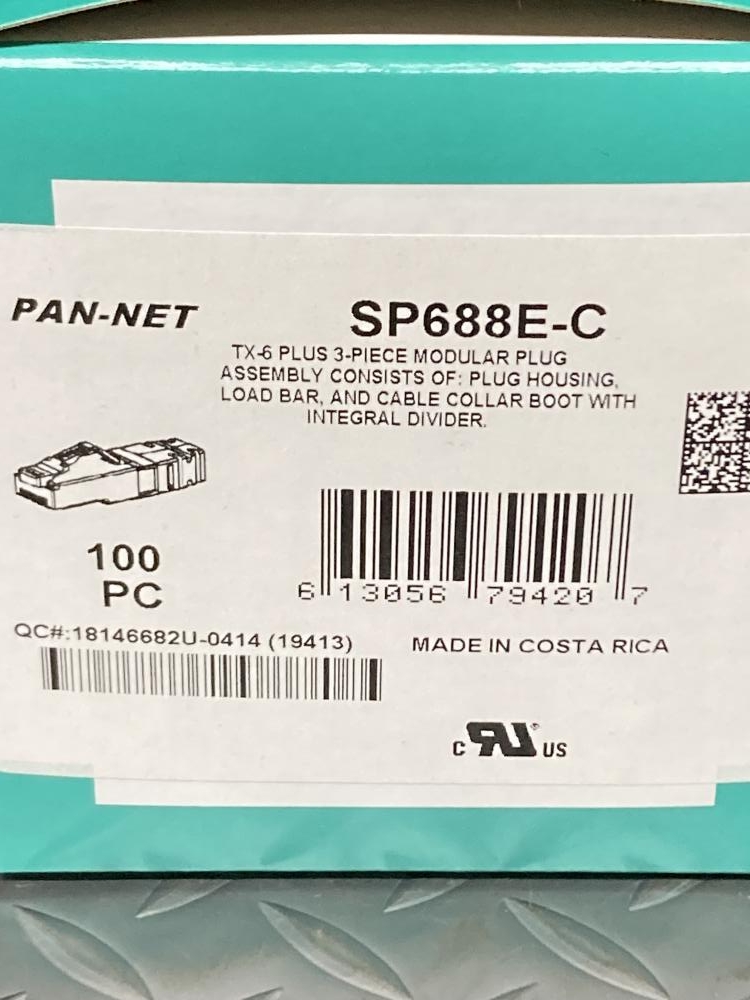 PAN-NET
SP688E-C
TX-6 PLUS 3-PIECE MODULAR PLUG
ASSEMBLY CONSISTS OF: PLUG HOUSING,
LOAD BAR, AND CABLE COLLAR BOOT WITH
INTEGRAL DIVIDER.
100
PC
6 13056 79420 7
QC#:18146682U-0414 (19413)
MADE IN COSTA RICA
C RU® US